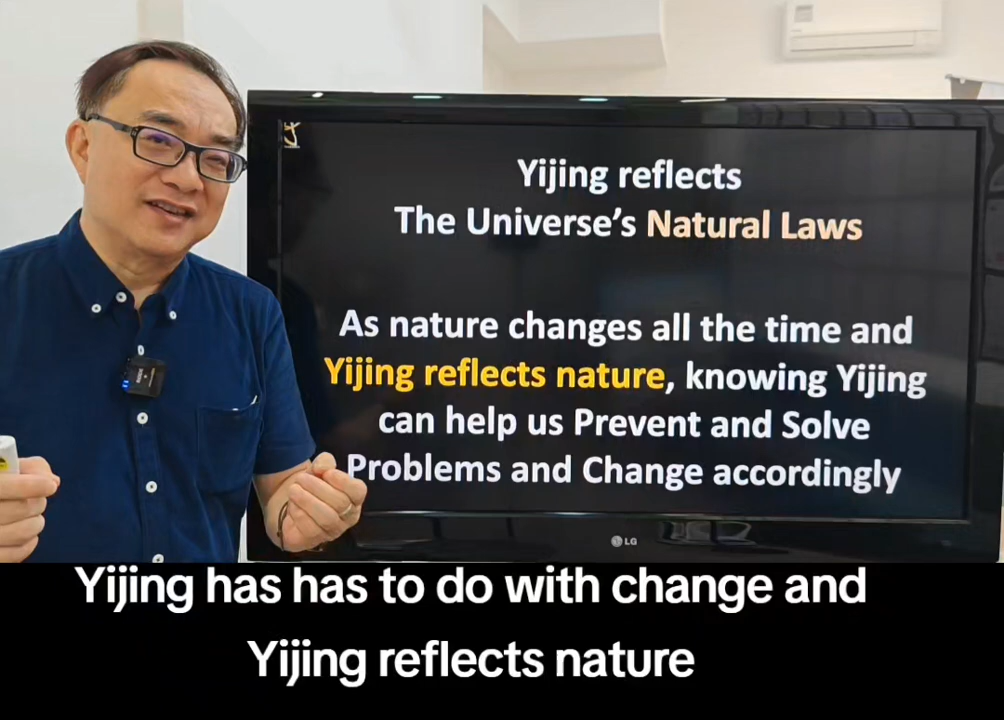 Yijing reflects
The Universe's Natural Laws
As nature changes all the time and
Yijing reflects nature, knowing Yijing
can help us Prevent and Solve
Problems and Change accordingly
LG
Yijing has has to do with change and
Yijing reflects nature